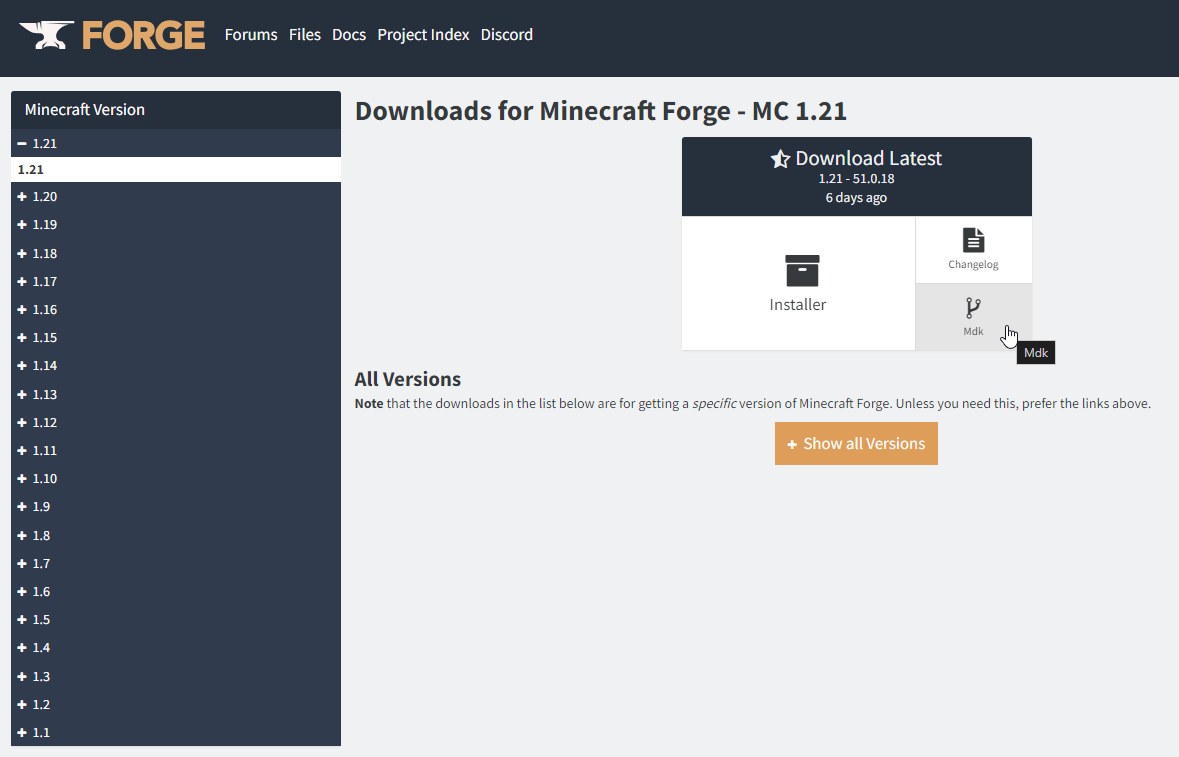 FORGE Forums Files Docs Project Index Discord
Minecraft Version
1.21
1.21
1.20
1.19
1.18
1.17
1.16
1.15
1.14
1.13
1.12
1.11
1.10
1.9
1.8
1.7
1.6
1.5
1.4
1.3
1.2
1.1
Downloads for Minecraft Forge - MC 1.21
Download Latest
1.21 - 51.0.18
6 days ago
Installer
Changelog
Mdk
Mdk
All Versions
Note that the downloads in the list below are for getting a specific version of Minecraft Forge. Unless you need this, prefer the links above.
Show all Versions